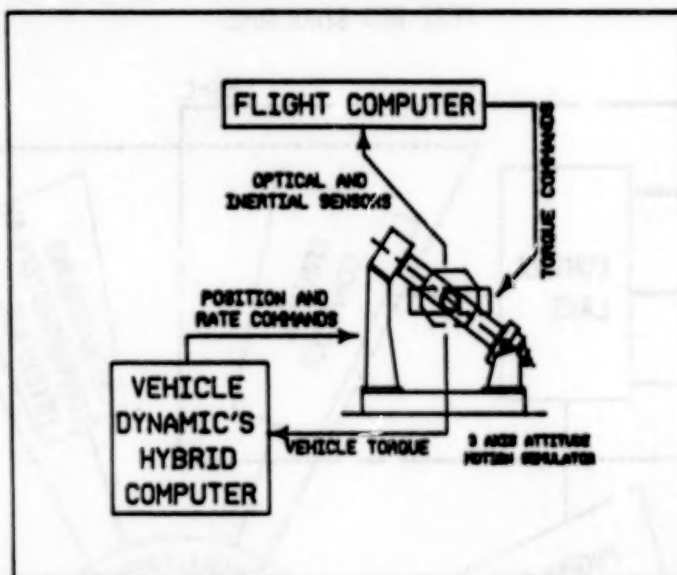 FLIGHT COMPUTER
TORQUE COMMANDS
OPTICAL AND
INERTIAL SENSORS
POSITION AND
RATE COMMANDS
VEHICLE
DYNAMIC'S
HYBRID
COMPUTER
VEHICLE TORQUE
3 AXIS ATTITUDE
MOTION SIMULATOR